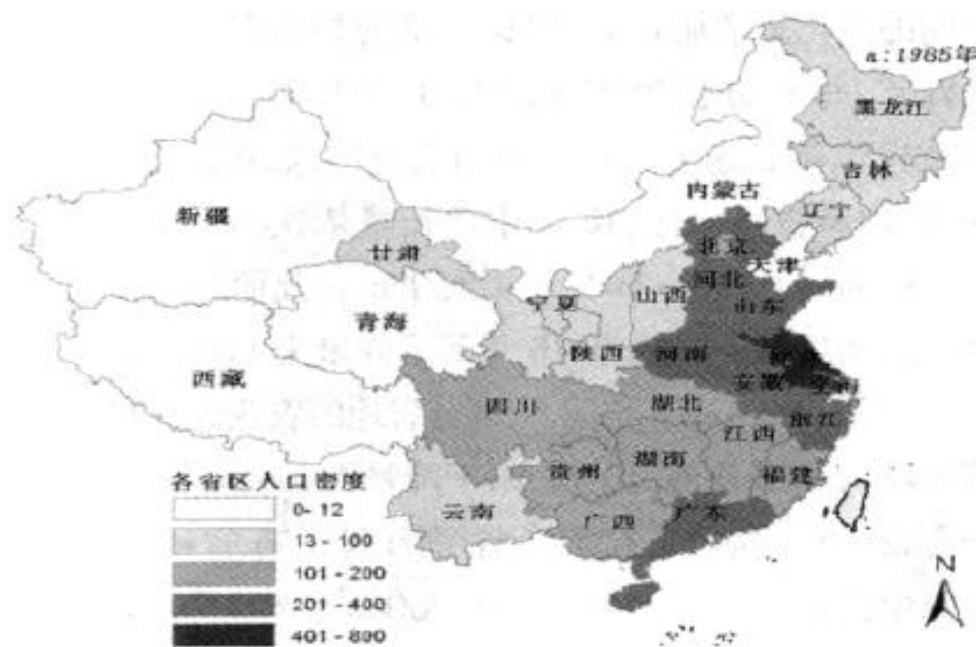 a:1985年
黑龙江
吉林
辽宁
内蒙古
新疆
甘肃
北京
天津
河北
宁夏
山西
山东
青海
陕西
河南
西藏
安徽
四川
湖北
浙江
江西
贵州
湖南
福建
云南
广西
广东
各省区人口密度
0-12
13-100
101-200
201-400
401-800
N